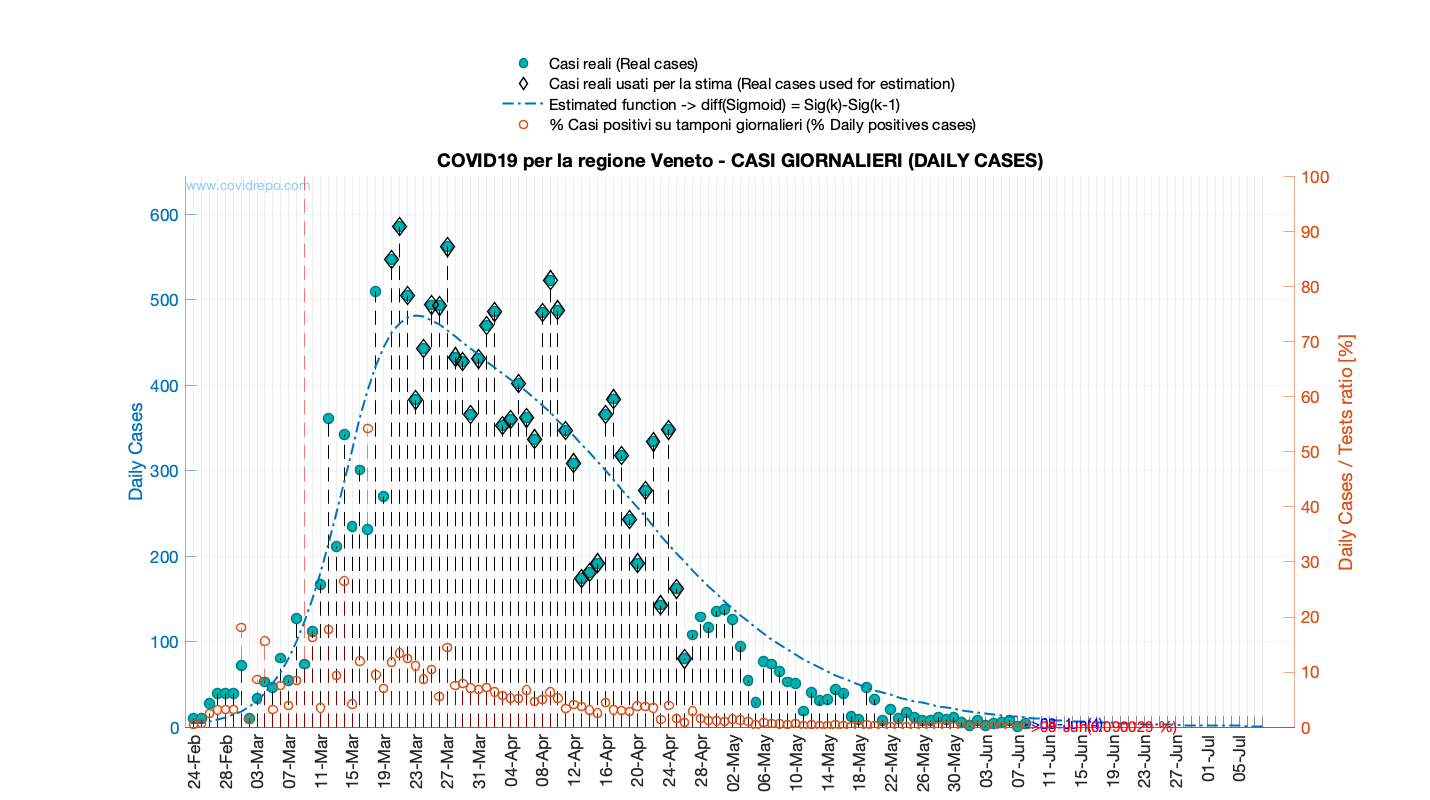 Casi reali (Real cases)
Casi reali usati per la stima (Real cases used for estimation)
Estimated function -> diff(Sigmoid) = Sig(k)-Sig(k-1)
% Casi positivi su tamponi giornalieri (% Daily positives cases)
COVID19 per la regione Veneto - CASI GIORNALIERI (DAILY CASES)
www.covidrepo.com
600
500
400
300
200
100
0
Daily Cases
100
90
80
70
60
50
40
30
20
10
0
Daily Cases / Tests ratio [%]
24-Feb
28-Feb
03-Mar
07-Mar
11-Mar
15-Mar
19-Mar
23-Mar
27-Mar
31-Mar
04-Apr
08-Apr
12-Apr
16-Apr
20-Apr
24-Apr
28-Apr
02-May
06-May
10-May
14-May
18-May
22-May
26-May
30-May
03-Jun
07-Jun
11-Jun
15-Jun
19-Jun
23-Jun
27-Jun
01-Jul
05-Jul